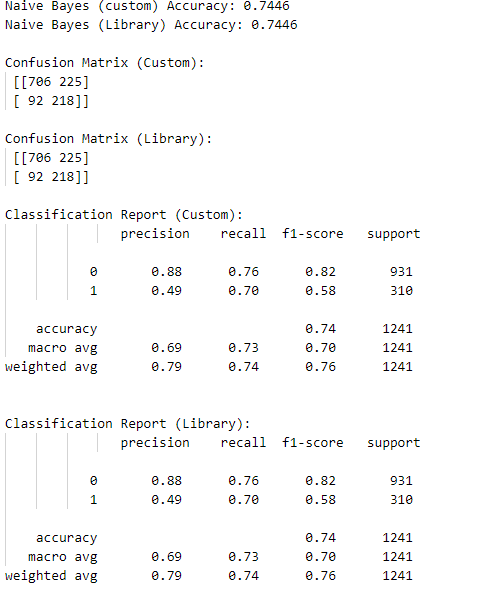 Naive Bayes (custom) Accuracy: 0.7446
Naive Bayes (Library) Accuracy: 0.7446
Confusion Matrix (Custom):
[[706 225]
[ 92 218]]
Confusion Matrix (Library):
[[706 225]
[ 92 218]]
Classification Report (Custom):
precision recall f1-score support
0 0.88 0.76 0.82 931
1 0.49 0.70 0.58 310
accuracy 0.74 1241
macro avg 0.69 0.73 0.70 1241
weighted avg 0.79 0.74 0.76 1241
Classification Report (Library):
precision recall f1-score support
0 0.88 0.76 0.82 931
1 0.49 0.70 0.58 310
accuracy 0.74 1241
macro avg 0.69 0.73 0.70 1241
weighted avg 0.79 0.74 0.76 1241